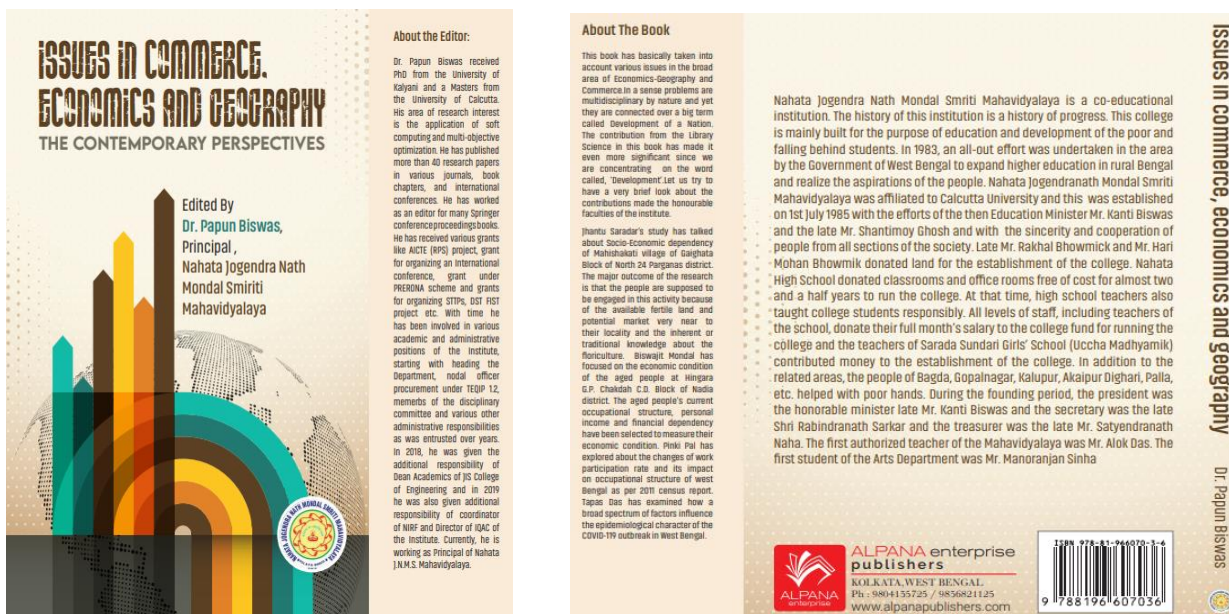 ISSUES IN COMMERCE,
ECONOMICS AND GEOGRAPHY
THE CONTEMPORARY PERSPECTIVES
Edited By
Dr. Papun Biswas,
Principal ,
Nahata Jogendra Nath
Mondal Smiriti
Mahavidyalaya
NAHATA JOGENDRA NATH MONDAL SMRITI MAHAVIDYALAYA
About the Editor:
Dr. Papun Biswas received
PhD from the University of
Kalyani and a Masters from
the University of Calcutta.
His area of research interest
is the application of soft
computing and multi-objective
optimization. He has published
more than 40 research papers
in various journals, book
chapters, and international
conferences. He has worked
as an editor for many Springer
conference proceedings books.
He has received various grants
like AICTE (RPS) project, grant
for organizing an International
conference, grant under
PRERONA scheme and grants
for organizing STTPs, DST FIST
project etc. With time he
has been involved in various
academic and administrative
positions of the Institute,
starting with heading the
Department, nodal officer
procurement under TEQIP 1.2,
memerbs of the disciplinary
committee and various other
administrative responsibilities
as was entrusted over years.
In 2018, he was given the
additional responsibility of
Dean Academics of JIS College
of Engineering and in 2019
he was also given additional
responsibility of coordinator
of NIRF and Director of IQAC of
the Institute. Currently, he is
working as Principal of Nahata
J.N.M.S. Mahavidyalaya.
About The Book
This book has basically taken into
account various issues in the broad
area of Economics-Geography and
Commerce.In a sense problems are
multidisciplinary by nature and yet
they are connected over a big term
called Development of a Nation.
The contribution from the Library
Science in this book has made it
even more significant since we
are concentrating on the word
called, 'Development'.Let us try to
have a very brief look about the
contributions made the honourable
faculties of the institute.
Jhantu Saradar's study has talked
about Socio-Economic dependency
of Mahishakati village of Gaighata
Block of North 24 Parganas district.
The major outcome of the research
is that the people are supposed to
be engaged in this activity because
of the available fertile land and
potential market very near to
their locality and the inherent or
traditional knowledge about the
floriculture. Biswajit Mondal has
focused on the economic condition
of the aged people at Hingara
G.P. Chakdah C.D. Block of Nadia
district. The aged people's current
occupational structure, personal
income and financial dependency
have been selected to measure their
economic condition. Pinki Pal has
explored about the changes of work
participation rate and its impact
on occupational structure of west
Bengal as per 2011 census report.
Tapas Das has examined how a
broad spectrum of factors influence
the epidemiological character of the
COVID-119 outbreak in West Bengal.
Nahata Jogendra Nath Mondal Smriti Mahavidyalaya is a co-educational
institution. The history of this institution is a history of progress. This college
is mainly built for the purpose of education and development of the poor and
falling behind students. In 1983, an all-out effort was undertaken in the area
by the Government of West Bengal to expand higher education in rural Bengal
and realize the aspirations of the people. Nahata Jogendranath Mondal Smriti
Mahavidyalaya was affiliated to Calcutta University and this was established
on 1st July 1985 with the efforts of the then Education Minister Mr. Kanti Biswas
and the late Mr. Shantimoy Ghosh and with the sincerity and cooperation of
people from all sections of the society. Late Mr. Rakhal Bhowmick and Mr. Hari
Mohan Bhowmik donated land for the establishment of the college. Nahata
High School donated classrooms and office rooms free of cost for almost two
and a half years to run the college. At that time, high school teachers also
taught college students responsibly. All levels of staff, including teachers of
the school, donate their full month's salary to the college fund for running the
college and the teachers of Sarada Sundari Girls' School (Uccha Madhyamik)
contributed money to the establishment of the college. In addition to the
related areas, the people of Bagda, Gopalnagar, Kalupur, Akaipur Dighari, Palla,
etc. helped with poor hands. During the founding period, the president was
the honorable minister late Mr. Kanti Biswas and the secretary was the late
Shri Rabindranath Sarkar and the treasurer was the late Mr. Satyendranath
Naha. The first authorized teacher of the Mahavidyalaya was Mr. Alok Das. The
first student of the Arts Department was Mr. Manoranjan Sinha
ALPANA
enterprise
ALPANA enterprise
publishers
KOLKATA,WEST BENGAL
Ph : 9804155725 / 9856821125
www.alpanapublishers.com
ISBN 978-81-966070-3-6
9 788196 607036
Issues in commerce, economics and geography
Dr. Papun Biswas